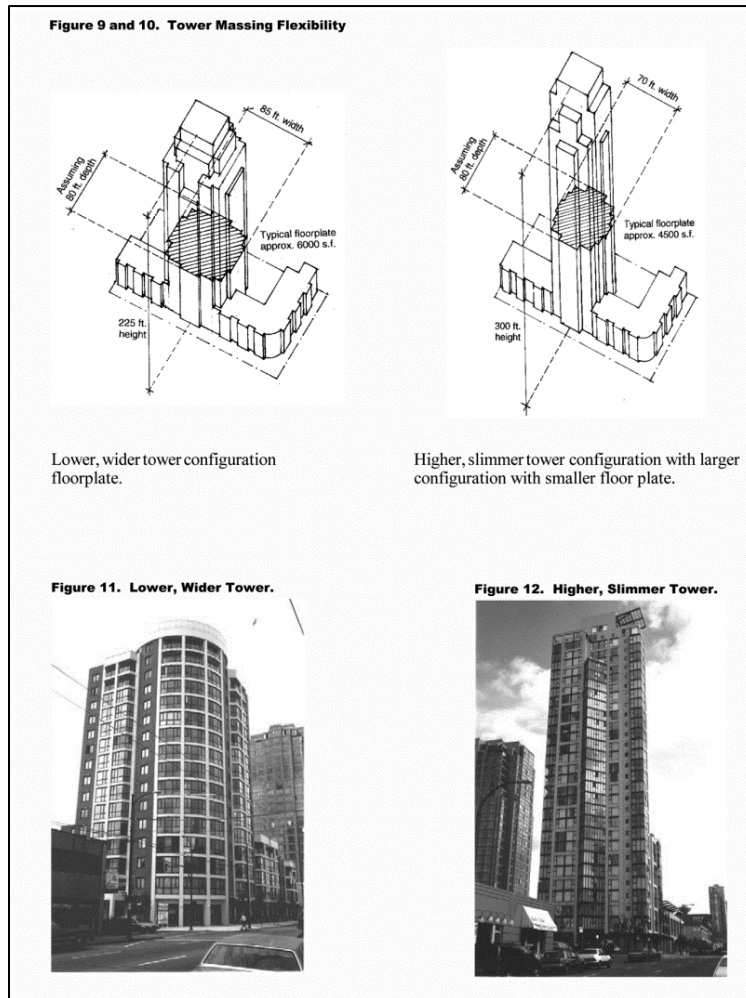 Figure 9 and 10. Tower Massing Flexibility
85 ft. width
Assuming
80 ft. depth
Typical floorplate
approx. 6000 s.f.
225 ft.
height
70 ft. width
Assuming
80 ft. depth
Typical floorplate
approx. 4500 s.f.
300 ft.
height
Lower, wider tower configuration
floorplate.
Higher, slimmer tower configuration with larger
configuration with smaller floor plate.
Figure 11. Lower, Wider Tower.
Figure 12. Higher, Slimmer Tower.